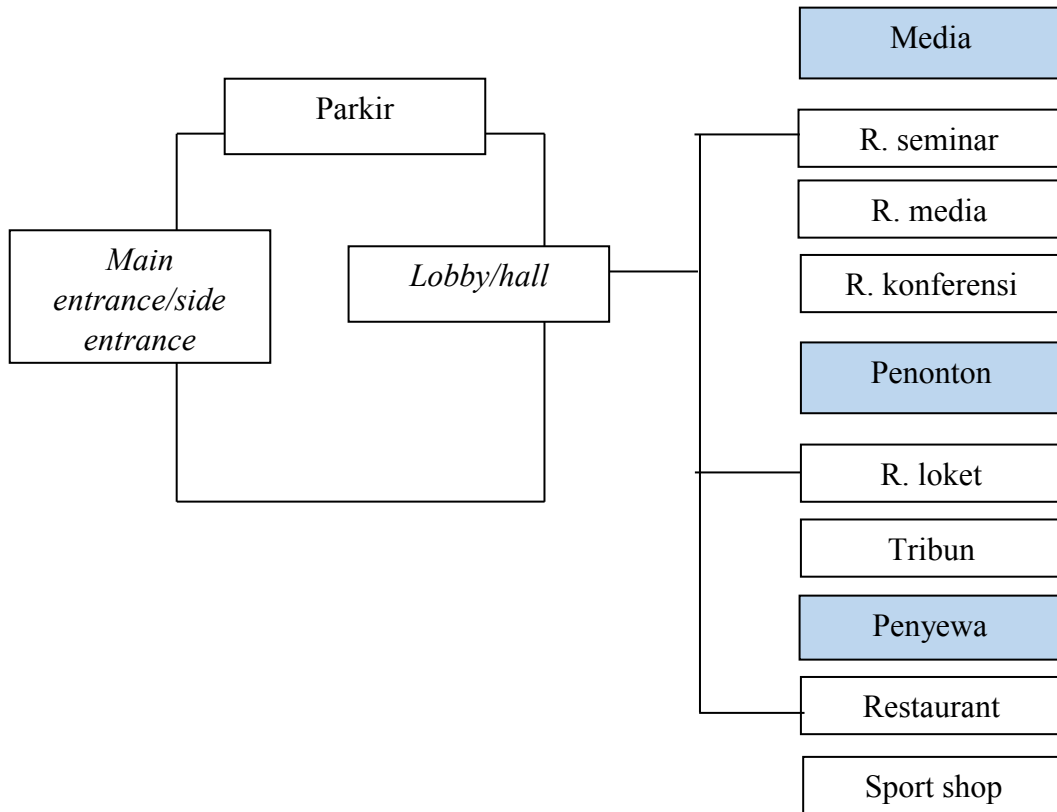 Parkir
Main
entrance/side
entrance
Lobby/hall
Media
R. seminar
R. media
R. konferensi
Penonton
R. loket
Tribun
Penyewa
Restaurant
Sport shop